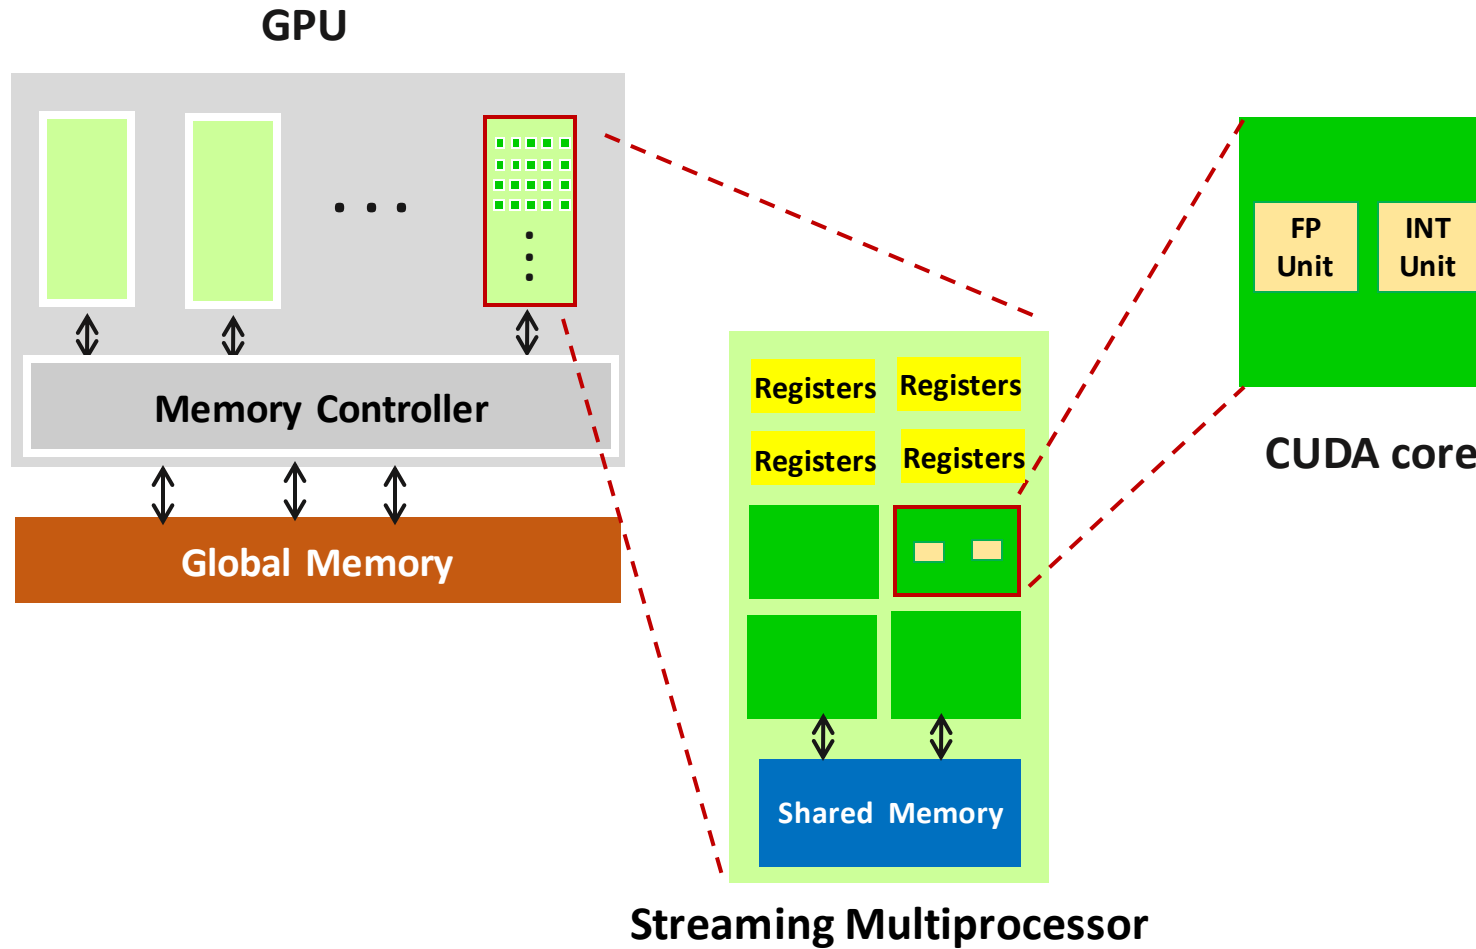 GPU
Memory Controller
Global Memory
Registers Registers
Registers Registers
Shared Memory
Streaming Multiprocessor
FP
Unit
INT
Unit
CUDA core